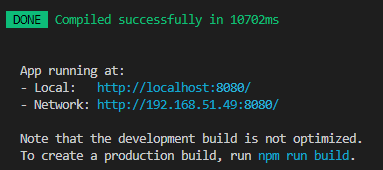 DONE Compiled successfully in 10702ms
App running at:
- Local: http://localhost:8080/
- Network: http://192.168.51.49:8080/
Note that the development build is not optimized.
To create a production build, run npm run build.